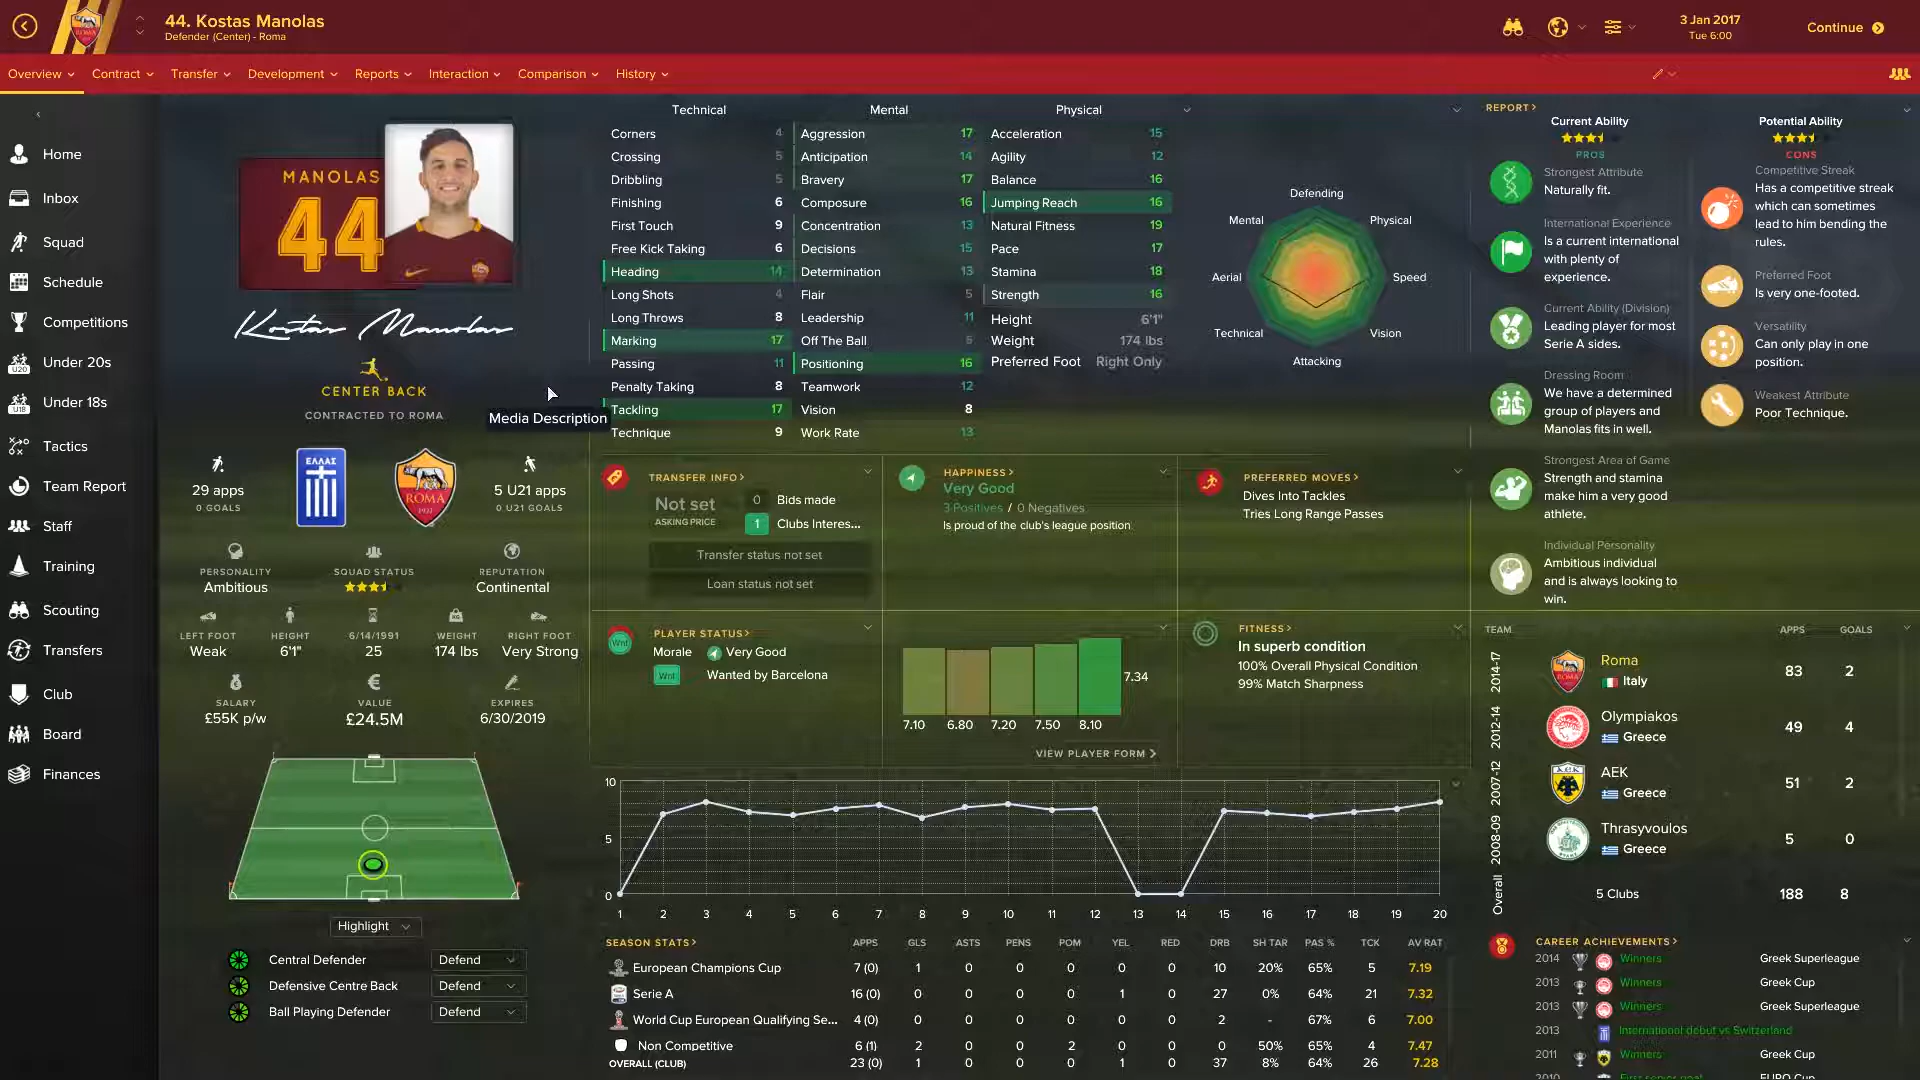 44. Kostas Manolas
Defender (Center) - Roma
3 Jan 2017
Tue 6:00
Continue
Overview
Contract
Transfer
Development
Reports
Interaction
Comparison
History
Home
Inbox
Squad
Schedule
Competitions
Under 20s
Under 18s
Tactics
Team Report
Staff
Training
Scouting
Transfers
Club
Board
Finances
MANOLAS
44
Kostas Manolas
CENTER BACK
CONTRACTED TO ROMA
Media Description
29 apps
0 GOALS
ΕΛΛΑΣ
ROMA
1927
5 U21 apps
0 U21 GOALS
PERSONALITY
Ambitious
SQUAD STATUS
REPUTATION
Continental
LEFT FOOT
Weak
HEIGHT
6'1"
6/14/1991
25
WEIGHT
174 lbs
RIGHT FOOT
Very Strong
SALARY
£55K p/w
VALUE
£24.5M
EXPIRES
6/30/2019
Highlight
Central Defender Defend
Defensive Centre Back Defend
Ball Playing Defender Defend
Technical
Corners 4
Crossing 5
Dribbling 5
Finishing 6
First Touch 9
Free Kick Taking 6
Heading 14
Long Shots 4
Long Throws 8
Marking 17
Passing 11
Penalty Taking 8
Tackling 17
Technique 9
Mental
Aggression 17
Anticipation 14
Bravery 17
Composure 16
Concentration 13
Decisions 15
Determination 13
Flair 5
Leadership 11
Off The Ball 5
Positioning 16
Teamwork 12
Vision 8
Work Rate 13
Physical
Acceleration 15
Agility 12
Balance 16
Jumping Reach 16
Natural Fitness 19
Pace 17
Stamina 18
Strength 16
Height 6'1"
Weight 174 lbs
Preferred Foot Right Only
Defending
Physical
Speed
Vision
Attacking
Technical
Aerial
Mental
TRANSFER INFO>
Not set
ASKING PRICE
0 Bids made
1 Clubs Interes...
Transfer status not set
Loan status not set
HAPPINESS>
Very Good
3 Positives / 0 Negatives
Is proud of the club's league position
PREFERRED MOVES>
Dives Into Tackles
Tries Long Range Passes
PLAYER STATUS>
Wnt
Morale Very Good
Wnt Wanted by Barcelona
7.34
7.10 6.80 7.20 7.50 8.10
VIEW PLAYER FORM >
FITNESS>
In superb condition
100% Overall Physical Condition
99% Match Sharpness
10
5
0
1 2 3 4 5 6 7 8 9 10 11 12 13 14 15 16 17 18 19 20
SEASON STATS> APPS GLS ASTS PENS POM YEL RED DRB SH TAR PAS % TCK AV RAT
European Champions Cup 7 (0) 1 0 0 0 0 0 10 20% 65% 5 7.19
Serie A 16 (0) 0 0 0 0 1 0 27 0% 64% 21 7.32
World Cup European Qualifying Se... 4 (0) 0 0 0 0 0 0 2 - 67% 6 7.00
Non Competitive 6 (1) 2 0 0 2 0 0 0 50% 65% 4 7.47
OVERALL (CLUB) 23 (0) 1 0 0 0 1 0 37 8% 64% 26 7.28
REPORT>
Current Ability
Potential Ability
PROS
Strongest Attribute
Naturally fit.
International Experience
Is a current international
with plenty of
experience.
Current Ability (Division)
Leading player for most
Serie A sides.
Dressing Room
We have a determined
group of players and
Manolas fits in well.
Strongest Area of Game
Strength and stamina
make him a very good
athlete.
Individual Personality
Ambitious individual
and is always looking to
win.
CONS
Competitive Streak
Has a competitive streak
which can sometimes
lead to him bending the
rules.
Preferred Foot
Is very one-footed.
Versatility
Can only play in one
position.
Weakest Attribute
Poor Technique.
TEAM APPS GOALS
2014-17 Roma 83 2
Italy
2012-14 Olympiakos 49 4
Greece
2007-12 AEK 51 2
Greece
2008-09 Thrasyvoulos 5 0
Greece
Overall 5 Clubs 188 8
CAREER ACHIEVEMENTS>
2014 Winners Greek Superleague
2013 Winners Greek Cup
2013 Winners Greek Superleague
2013 International debut vs Switzerland
2011 Winners Greek Cup
2010 First senior goal EURO Cup